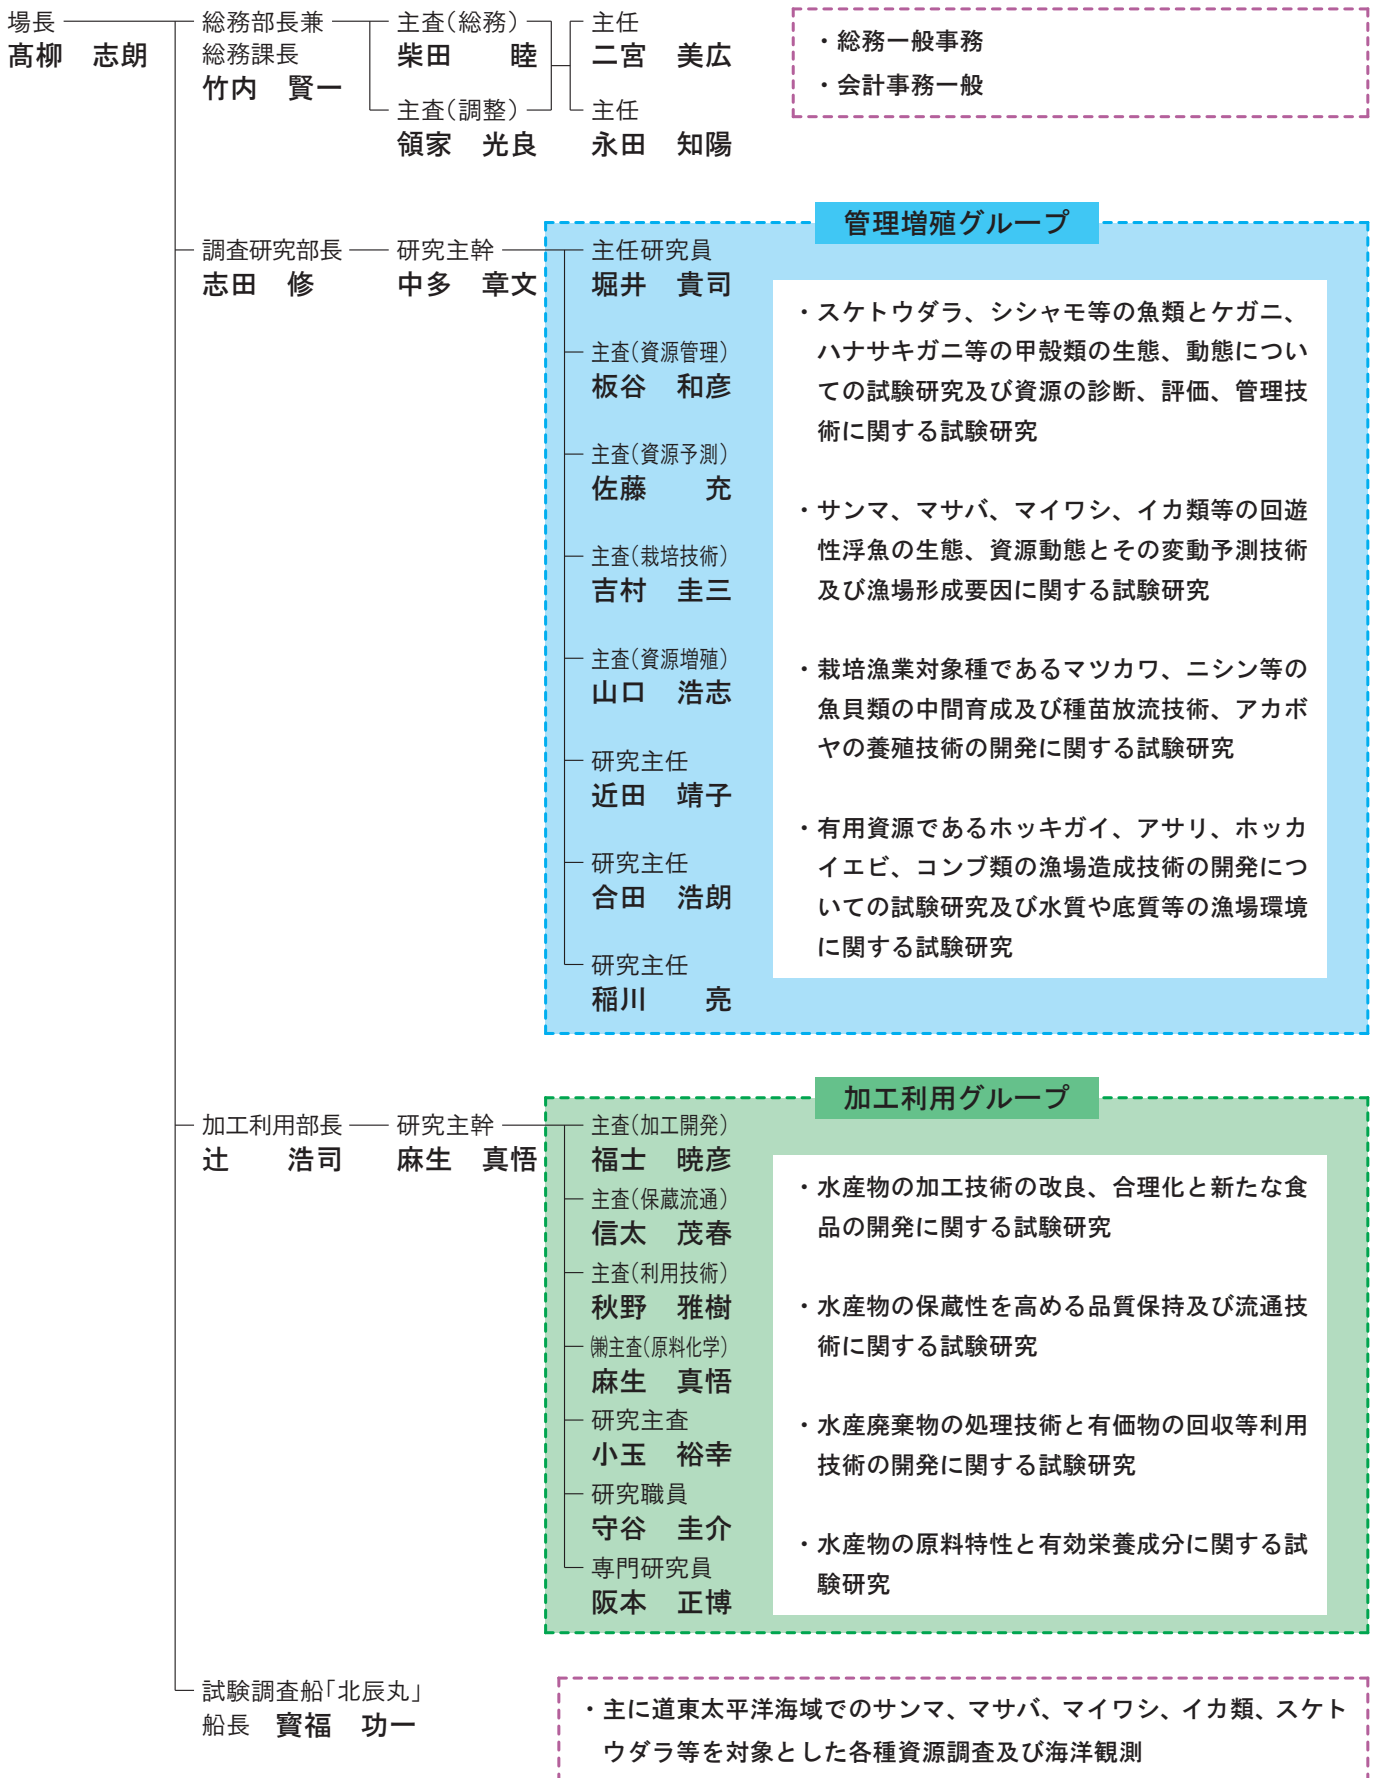 場長
髙柳 志朗
総務部長兼
総務課長
竹内 賢一
主査(総務)
柴田 睦
主査(調整)
領家 光良
主任
二宮 美広
主任
永田 知陽
・総務一般事務
・会計事務一般
調査研究部長
志田 修
研究主幹
中多 章文
管理増殖グループ
主任研究員
堀井 貴司
主査(資源管理)
板谷 和彦
主査(資源予測)
佐藤 充
主査(栽培技術)
吉村 圭三
主査(資源増殖)
山口 浩志
研究主任
近田 靖子
研究主任
合田 浩朗
研究主任
稲川 亮
・スケトウダラ、シシャモ等の魚類とケガニ、
ハナサキガニ等の甲殻類の生態、動態につい
ての試験研究及び資源の診断、評価、管理技
術に関する試験研究
・サンマ、マサバ、マイワシ、イカ類等の回遊
性浮魚の生態、資源動態とその変動予測技術
及び漁場形成要因に関する試験研究
・栽培漁業対象種であるマツカワ、ニシン等の
魚貝類の中間育成及び種苗放流技術、アカボ
ヤの養殖技術の開発に関する試験研究
・有用資源であるホッキガイ、アサリ、ホッカ
イエビ、コンブ類の漁場造成技術の開発につ
いての試験研究及び水質や底質等の漁場環境
に関する試験研究
加工利用部長
辻 浩司
研究主幹
麻生 真悟
加工利用グループ
主査(加工開発)
福士 暁彦
主査(保蔵流通)
信太 茂春
主査(利用技術)
秋野 雅樹
㈱主査(原料化学)
麻生 真悟
研究主査
小玉 裕幸
研究職員
守谷 圭介
専門研究員
阪本 正博
・水産物の加工技術の改良、合理化と新たな食
品の開発に関する試験研究
・水産物の保蔵性を高める品質保持及び流通技
術に関する試験研究
・水産廃棄物の処理技術と有価物の回収等利用
技術の開発に関する試験研究
・水産物の原料特性と有効栄養成分に関する試
験研究
試験調査船「北辰丸」
船長 寳福 功一
・主に道東太平洋海域でのサンマ、マサバ、マイワシ、イカ類、スケト
ウダラ等を対象とした各種資源調査及び海洋観測